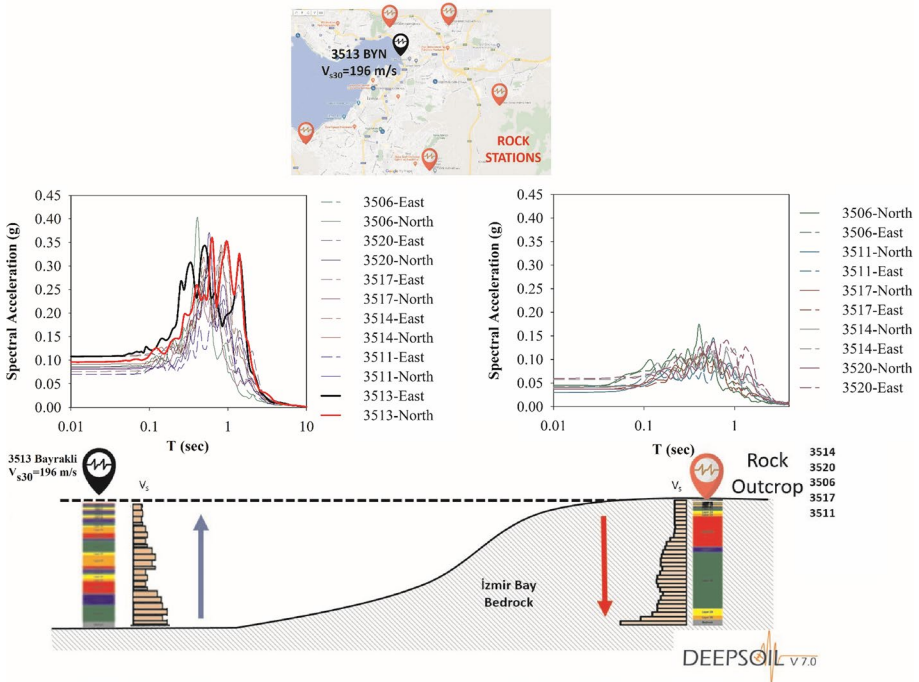 3513 BYN
Vs30=196 m/s
ROCK
STATIONS
Spectral Acceleration (g)
0.45
0.40
0.35
0.30
0.25
0.20
0.15
0.10
0.05
0.00
0.01
0.1
1
10
T (sec)
3506-East
3506-North
3520-East
3520-North
3517-East
3517-North
3514-East
3514-North
3511-East
3511-North
3513-East
3513-North
Spectral Acceleration (g)
0.45
0.40
0.35
0.30
0.25
0.20
0.15
0.10
0.05
0.00
0.01
0.1
1
T (sec)
3506-North
3506-East
3511-North
3511-East
3517-North
3517-East
3514-North
3514-East
3520-North
3520-East
3513 Bayrakli
Vs30=196 m/s
Vs
Vs
Rock
Outcrop
3514
3520
3506
3517
3511
İzmir Bay
Bedrock
DEEPSOIL V 7.0